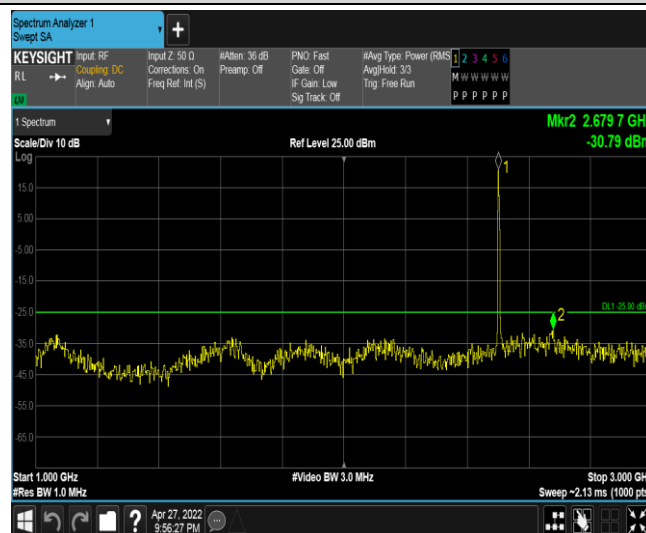 Spectrum Analyzer 1
Swept SA
+
KEYSIGHT Input: RF Input Z: 50 Ω #Atten: 36 dB PNO: Fast #Avg Type: Power (RMS 1 2 3 4 5 6
RL Coupling: DC Corrections: On Preamp: Off Gate: Off Avg|Hold: 3/3 M W W W W W
Align: Auto Freq Ref: Int (S) IF Gain: Low Trig: Free Run
Sig Track: Off P P P P P P
1 Spectrum Mkr2 2.679 7 GHz
Scale/Div 10 dB Ref Level 25.00 dBm -30.79 dBm
Log
1
15.0
5.00
-5.00
-15.0
-25.0
DL1 -25.00 dBm
2
-35.0
-45.0
-55.0
-65.0
Start 1.000 GHz #Video BW 3.0 MHz Stop 3.000 GHz
#Res BW 1.0 MHz Sweep ~2.13 ms (1000 pts
? Apr 27, 2022
9:56:27 PM